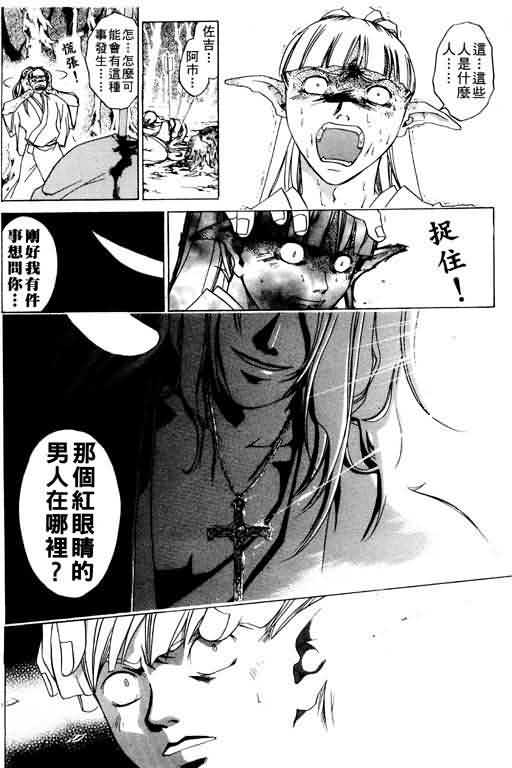 這…這些
人是什麼
人……
佐吉…
阿市…
怎…怎麼可
能會有這種
事發生……
慌張！
捉住！
剛好我有件
事想問你…
那個紅眼睛的
男人在哪裡？